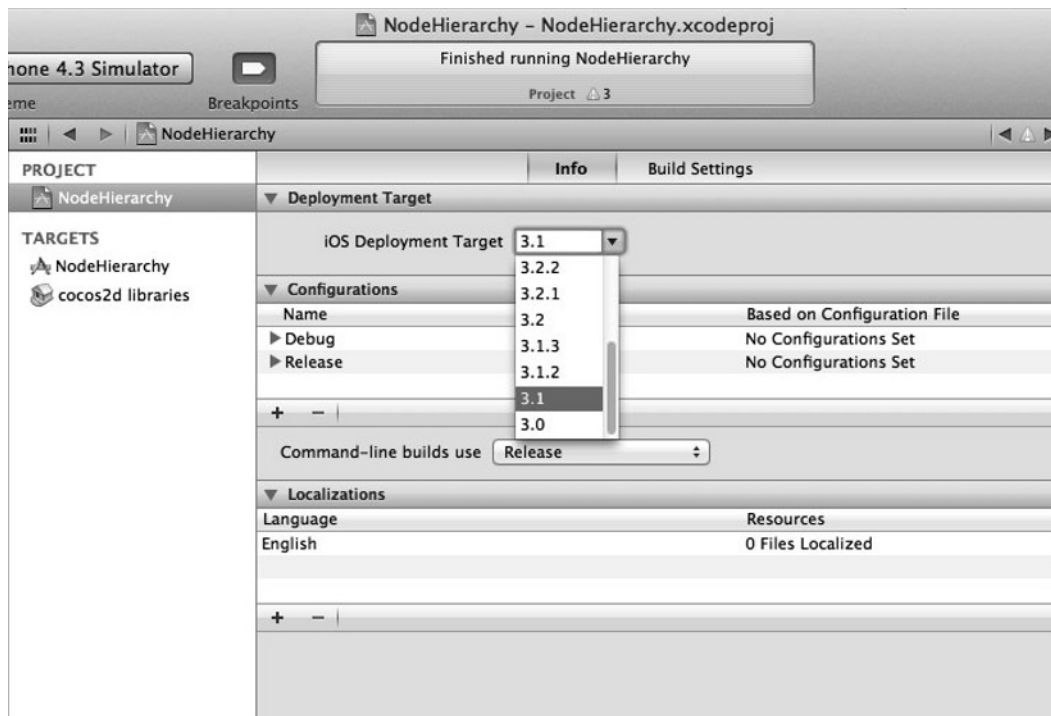 NodeHierarchy – NodeHierarchy.xcodeproj
hone 4.3 Simulator
Finished running NodeHierarchy
Project 3
eme
Breakpoints
NodeHierarchy
PROJECT
NodeHierarchy
TARGETS
NodeHierarchy
cocos2d libraries
Info Build Settings
Deployment Target
iOS Deployment Target 3.1
3.2.2
3.2.1
3.2
3.1.3
3.1.2
3.1
3.0
Configurations
Name Based on Configuration File
Debug No Configurations Set
Release No Configurations Set
+ –
Command-line builds use Release
Localizations
Language Resources
English 0 Files Localized
+ –